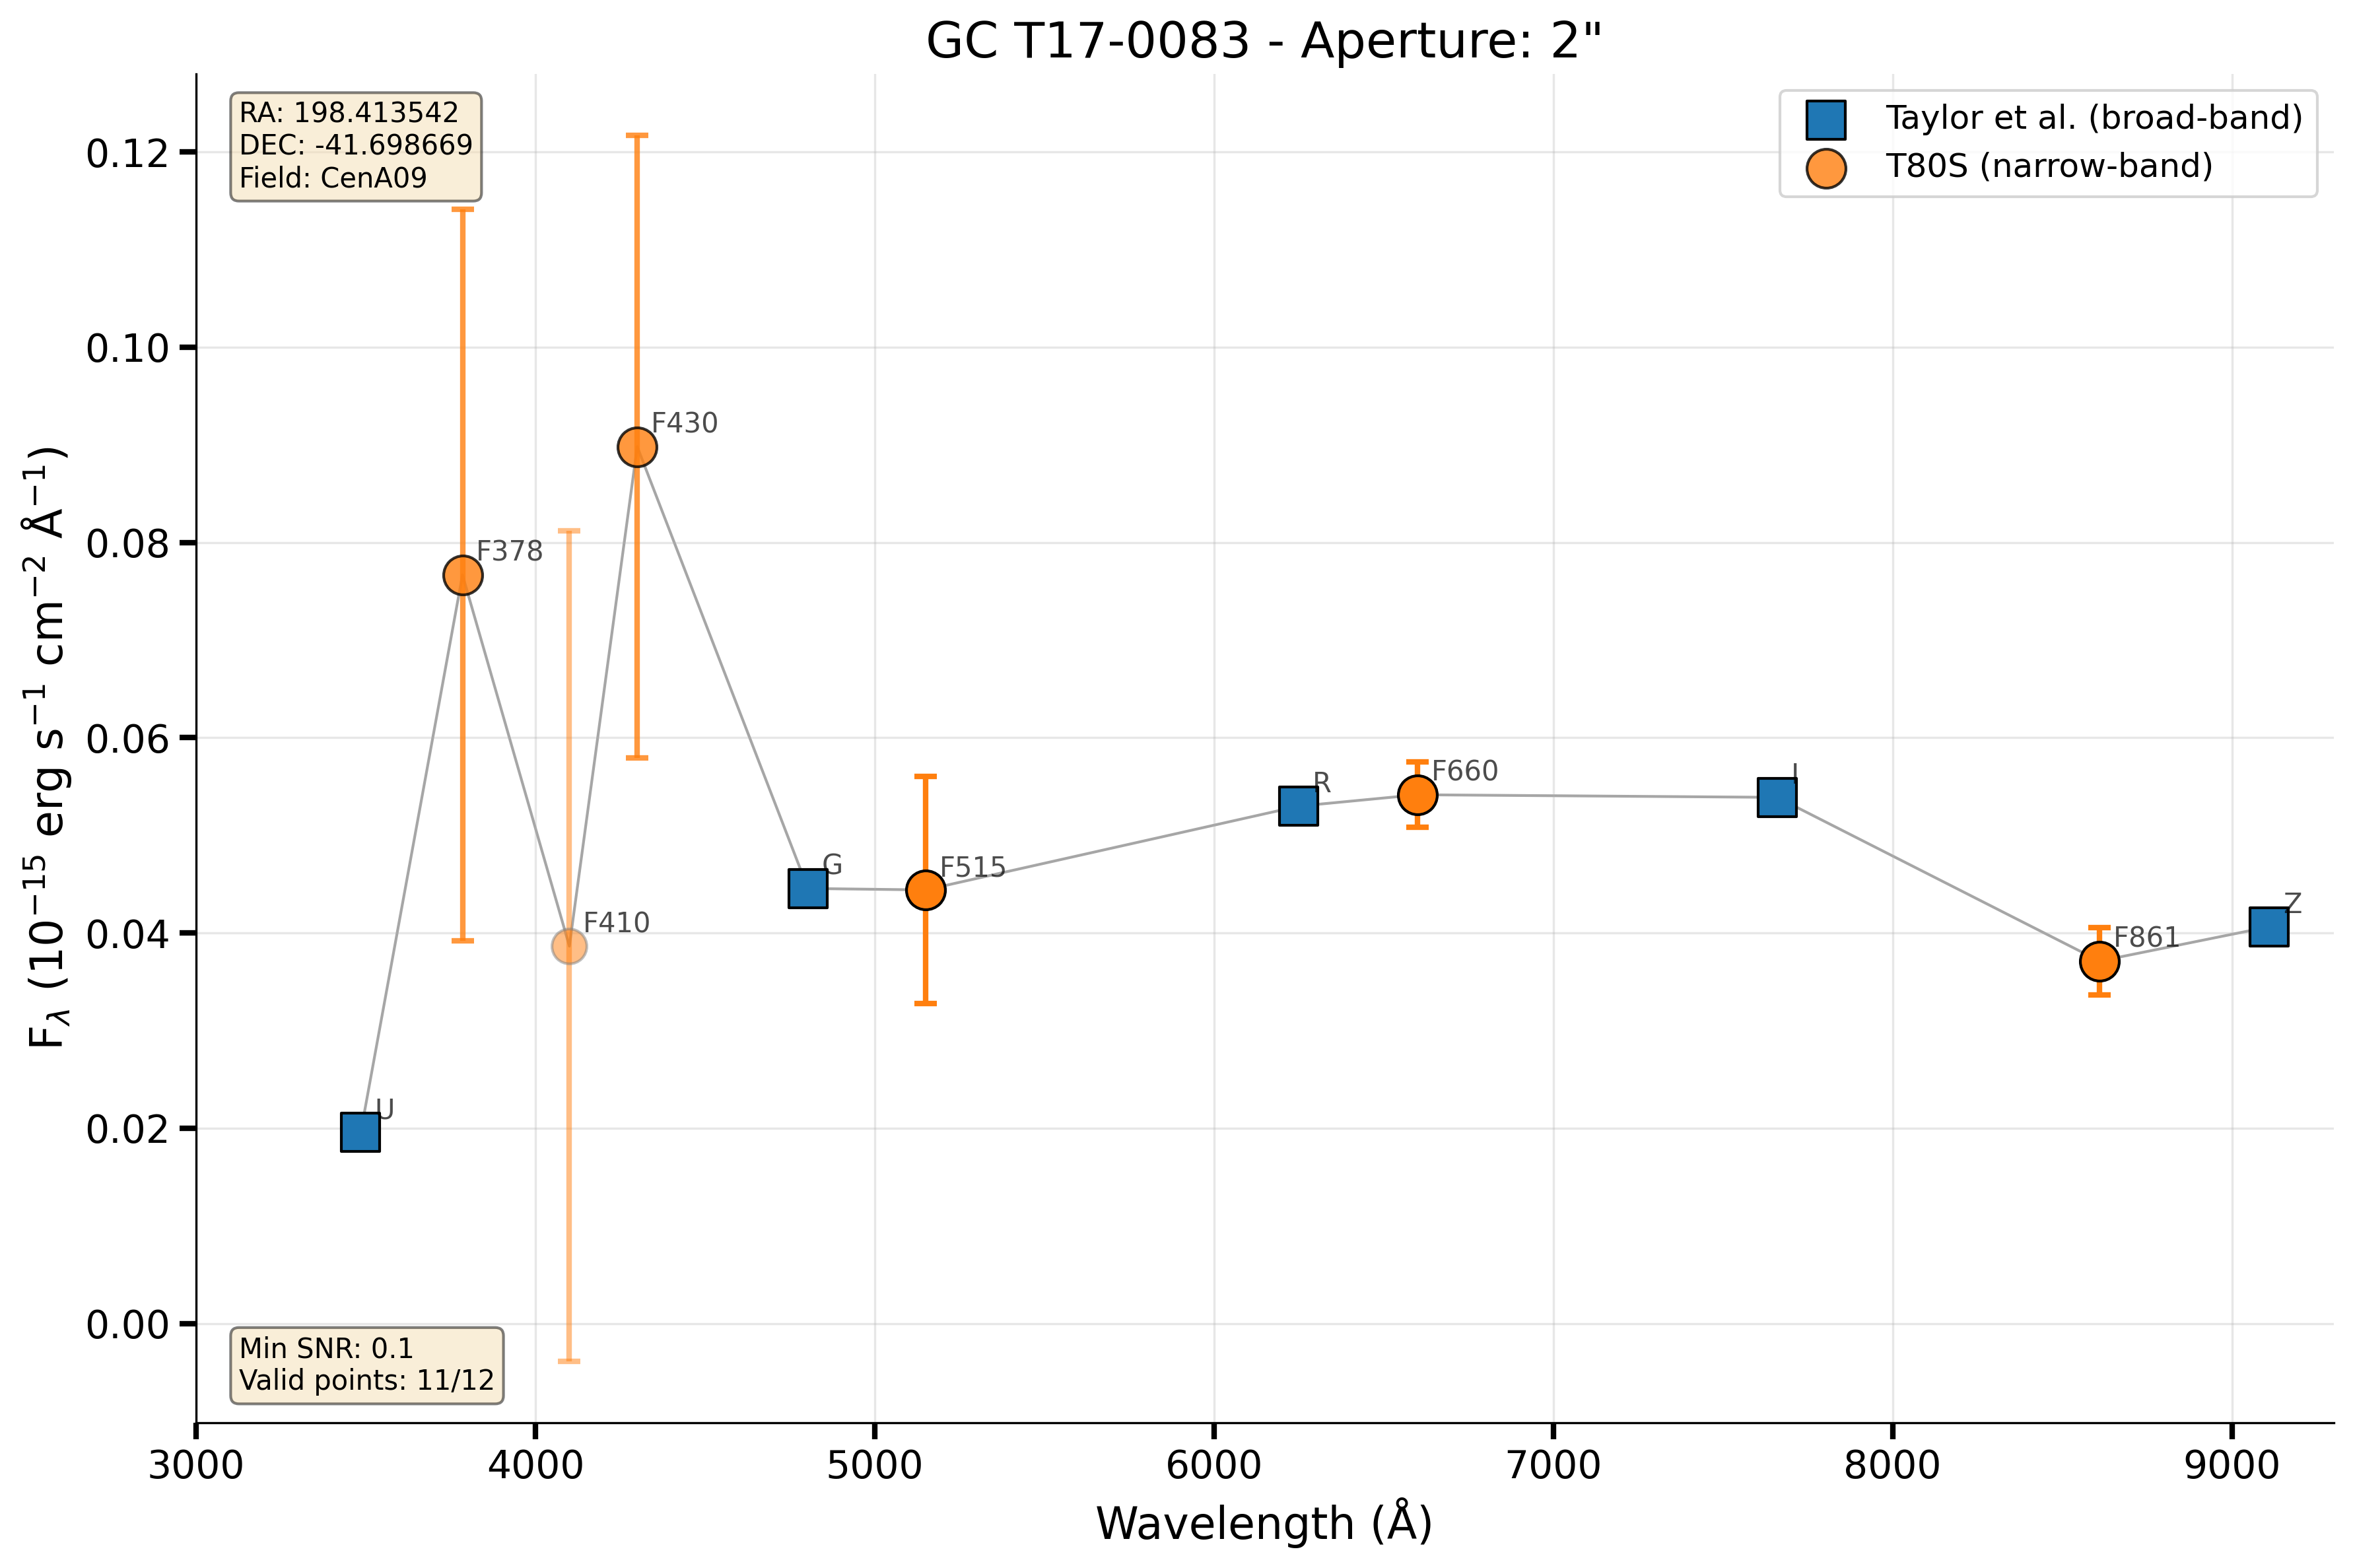 GC T17-0083 - Aperture: 2"
RA: 198.413542
DEC: -41.698669
Field: CenA09
Taylor et al. (broad-band)
T80S (narrow-band)
F$_λ$ (10$^{−15}$ erg s$^{−1}$ cm$^{−2}$ Å$^{−1}$)
0.12
0.10
0.08
0.06
0.04
0.02
0.00
U
F378
F410
F430
G
F515
R
F660
I
F861
Z
Min SNR: 0.1
Valid points: 11/12
3000 4000 5000 6000 7000 8000 9000
Wavelength (Å)